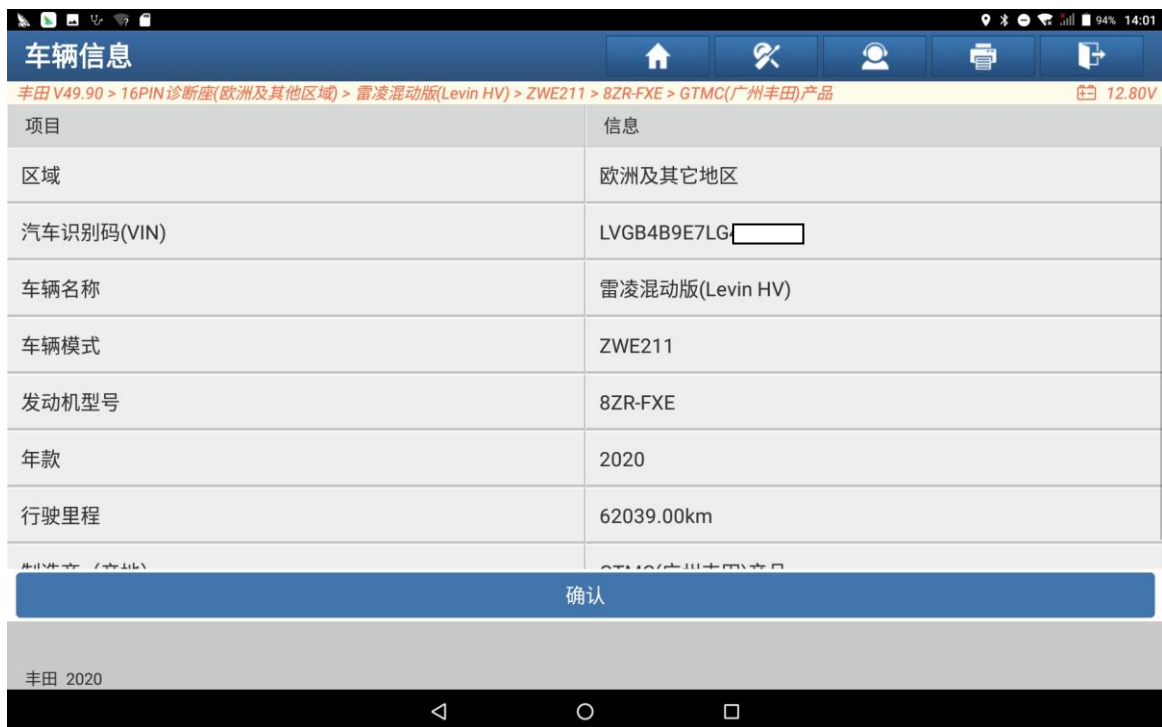 94% 14:01
车辆信息
丰田 V49.90 > 16PIN诊断座(欧洲及其他区域) > 雷凌混动版(Levin HV) > ZWE211 > 8ZR-FXE > GTMC(广州丰田)产品 12.80V
项目 信息
区域 欧洲及其它地区
汽车识别码(VIN) LVGB4B9E7LG
车辆名称 雷凌混动版(Levin HV)
车辆模式 ZWE211
发动机型号 8ZR-FXE
年款 2020
行驶里程 62039.00km
确认
丰田 2020